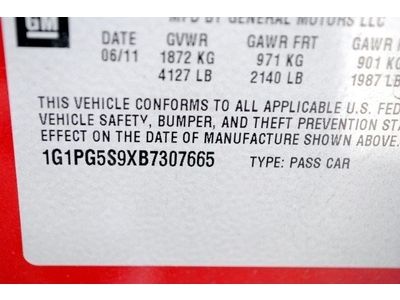 GM
MFD BY GENERAL MOTORS LLC
DATE GVWR GAWR FRT GAWR
06/11 1872 KG 971 KG 901 KG
4127 LB 2140 LB 1987 LB
THIS VEHICLE CONFORMS TO ALL APPLICABLE U.S. FED
VEHICLE SAFETY, BUMPER, AND THEFT PREVENTION STA
EFFECT ON THE DATE OF MANUFACTURE SHOWN ABOVE.
1G1PG5S9XB7307665 TYPE: PASS CAR